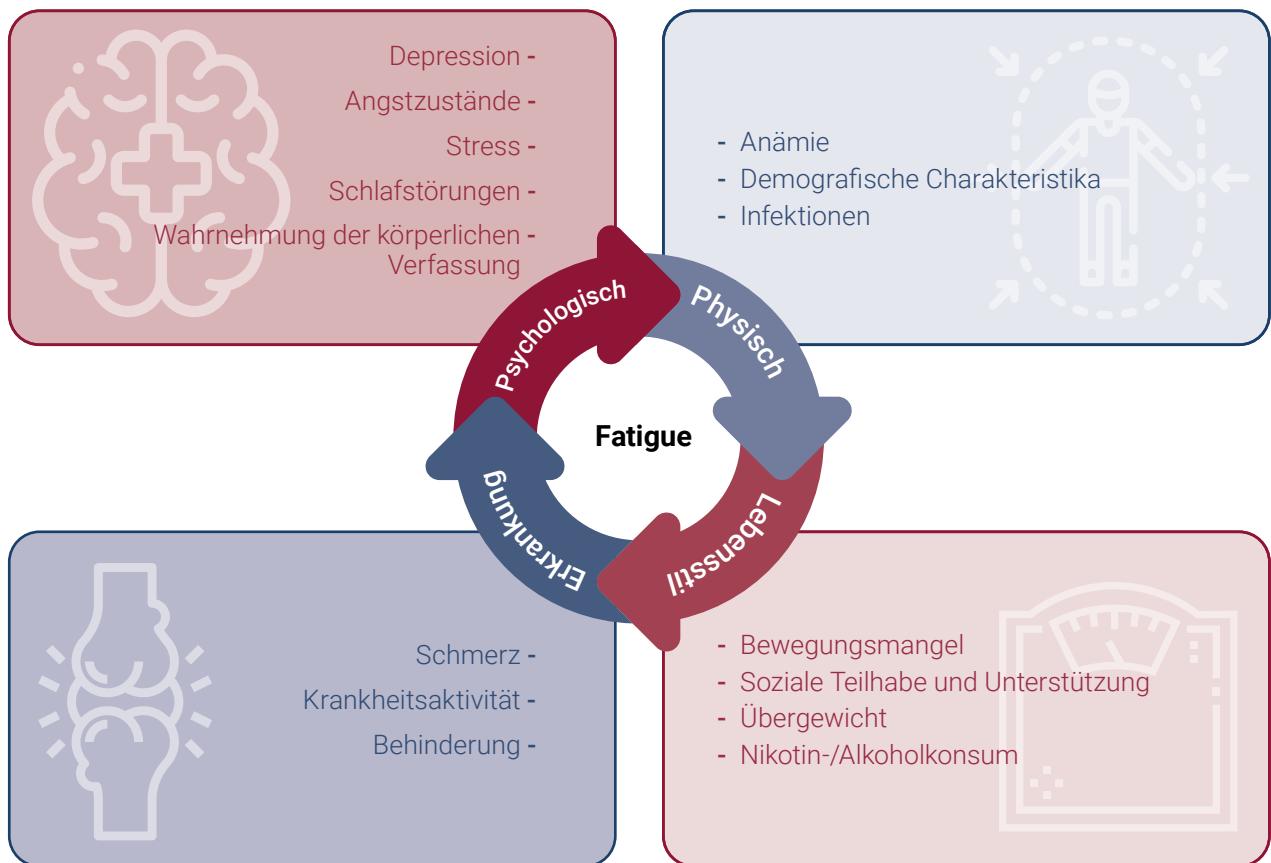 Depression -
Angstzustände -
Stress -
Schlafstörungen -
Wahrnehmung der körperlichen -
Verfassung
- Anämie
- Demografische Charakteristika
- Infektionen
Psychologisch
Physisch
Fatigue
Erkrankung
Lebensstil
Schmerz -
Krankheitsaktivität -
Behinderung -
- Bewegungsmangel
- Soziale Teilhabe und Unterstützung
- Übergewicht
- Nikotin-/Alkoholkonsum